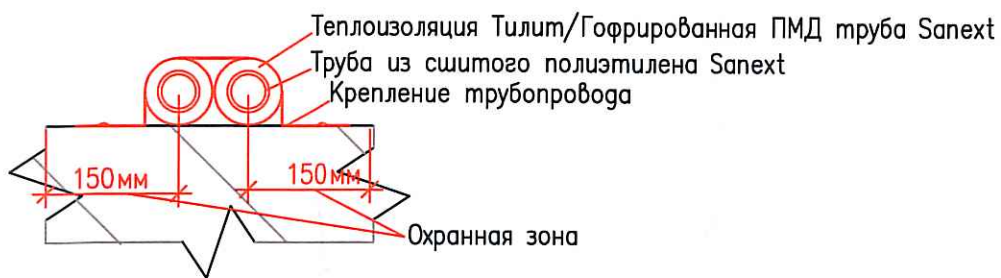 Теплоизоляция Тилит/Гофрированная ПМД труба Sanext
Труба из сшитого полиэтилена Sanext
Крепление трубопровода
150мм
150мм
Охранная зона